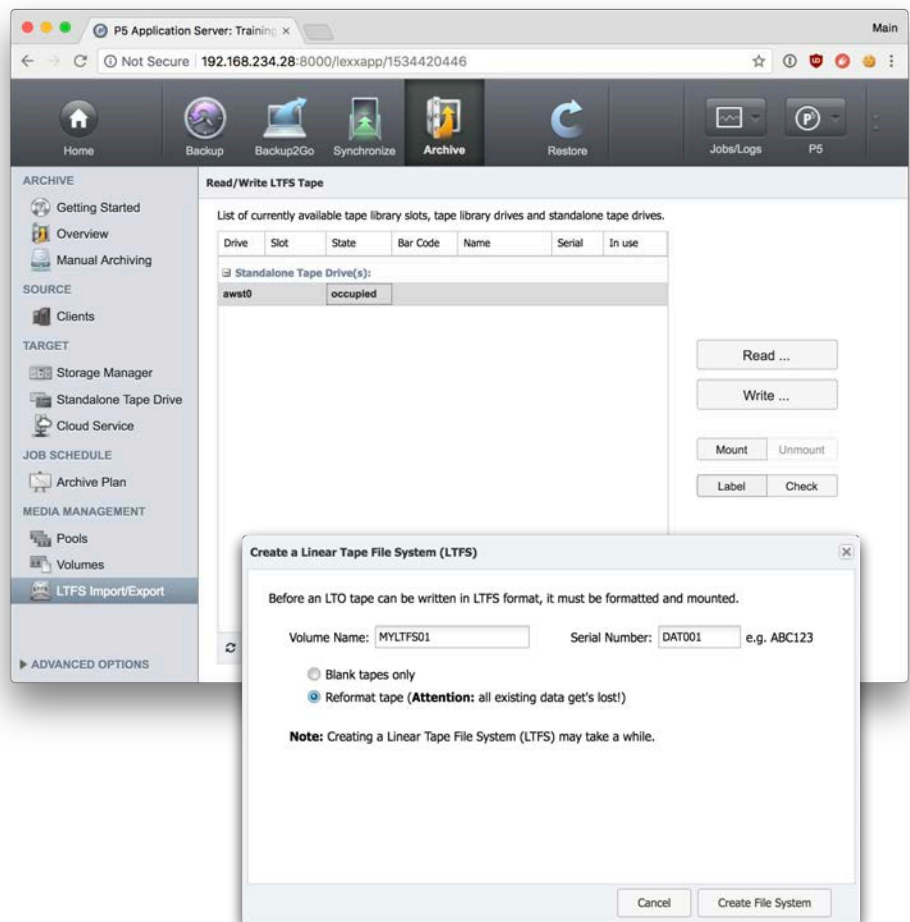 P5 Application Server: Training
Main
Not Secure 192.168.234.28:8000/lexxapp/1534420446
Home
Backup
Backup2Go
Synchronize
Archive
Restore
Jobs/Logs
P5
ARCHIVE
Getting Started
Overview
Manual Archiving
SOURCE
Clients
TARGET
Storage Manager
Standalone Tape Drive
Cloud Service
JOB SCHEDULE
Archive Plan
MEDIA MANAGEMENT
Pools
Volumes
LTFS Import/Export
ADVANCED OPTIONS
Read/Write LTFS Tape
List of currently available tape library slots, tape library drives and standalone tape drives.
Drive Slot State Bar Code Name Serial In use
Standalone Tape Drive(s):
awst0 occupied
Read ...
Write ...
Mount Unmount
Label Check
Create a Linear Tape File System (LTFS)
Before an LTO tape can be written in LTFS format, it must be formatted and mounted.
Volume Name: MYLTFS01 Serial Number: DAT001 e.g. ABC123
Blank tapes only
Reformat tape (Attention: all existing data get's lost!)
Note: Creating a Linear Tape File System (LTFS) may take a while.
Cancel Create File System